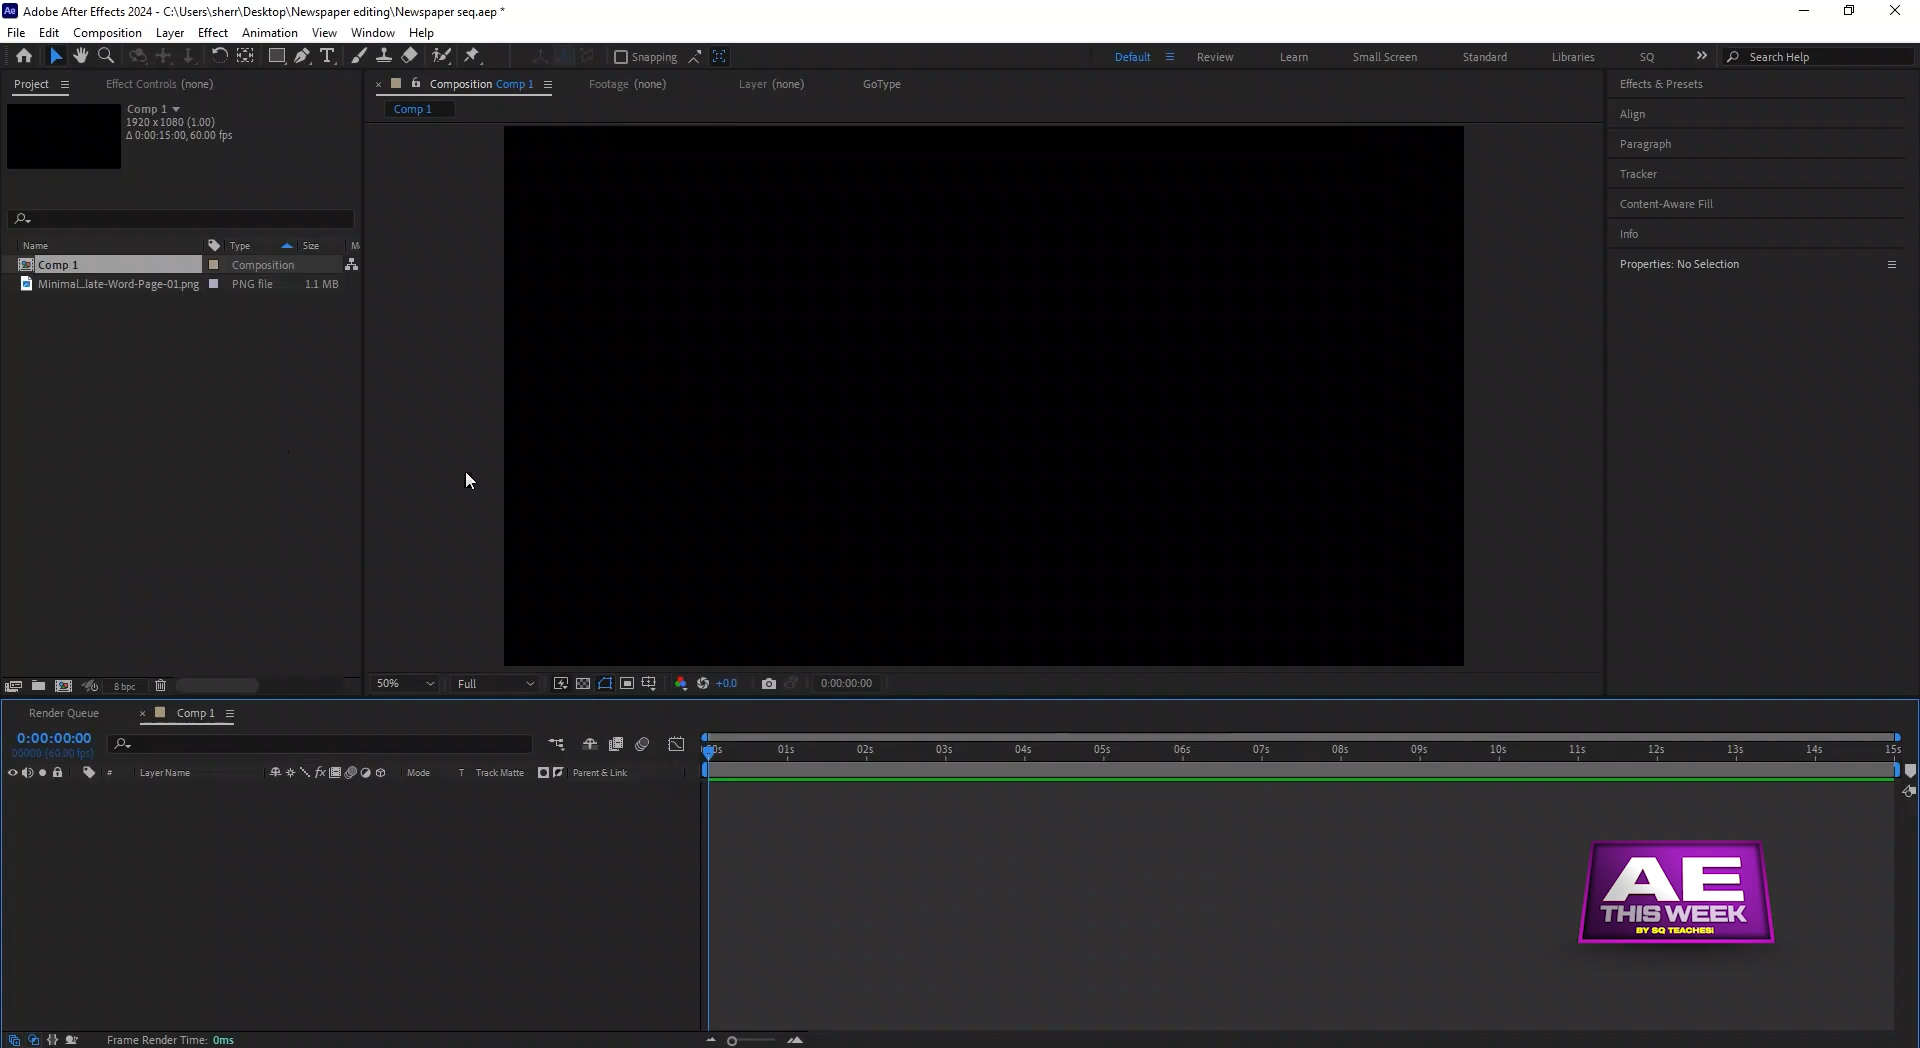 Adobe After Effects 2024 - C:\Users\sherr\Desktop\Newspaper editing\Newspaper seq.aep *
File Edit Composition Layer Effect Animation View Window Help
Snapping Default Review Learn Small Screen Standard Libraries SQ Search Help
Project Effect Controls (none) Composition Comp 1 Footage (none) Layer (none) GoType
Comp 1
1920 x 1080 (1.00)
Δ 0:00:15:00, 60.00 fps
Comp 1
Effects & Presets
Align
Paragraph
Tracker
Content-Aware Fill
Info
Properties: No Selection
Name Type Size M
Comp 1 Composition
Minimal...late-Word-Page-01.png PNG file 1.1 MB
8 bpc
50% Full +0.0 0:00:00:00
Render Queue Comp 1
0:00:00:00
00000 (60.00 fps)
# Layer Name Mode T Track Matte Parent & Link
:00s 01s 02s 03s 04s 05s 06s 07s 08s 09s 10s 11s 12s 13s 14s 15s
AE
THIS WEEK
BY SQ TEACHES!
Frame Render Time: 0ms